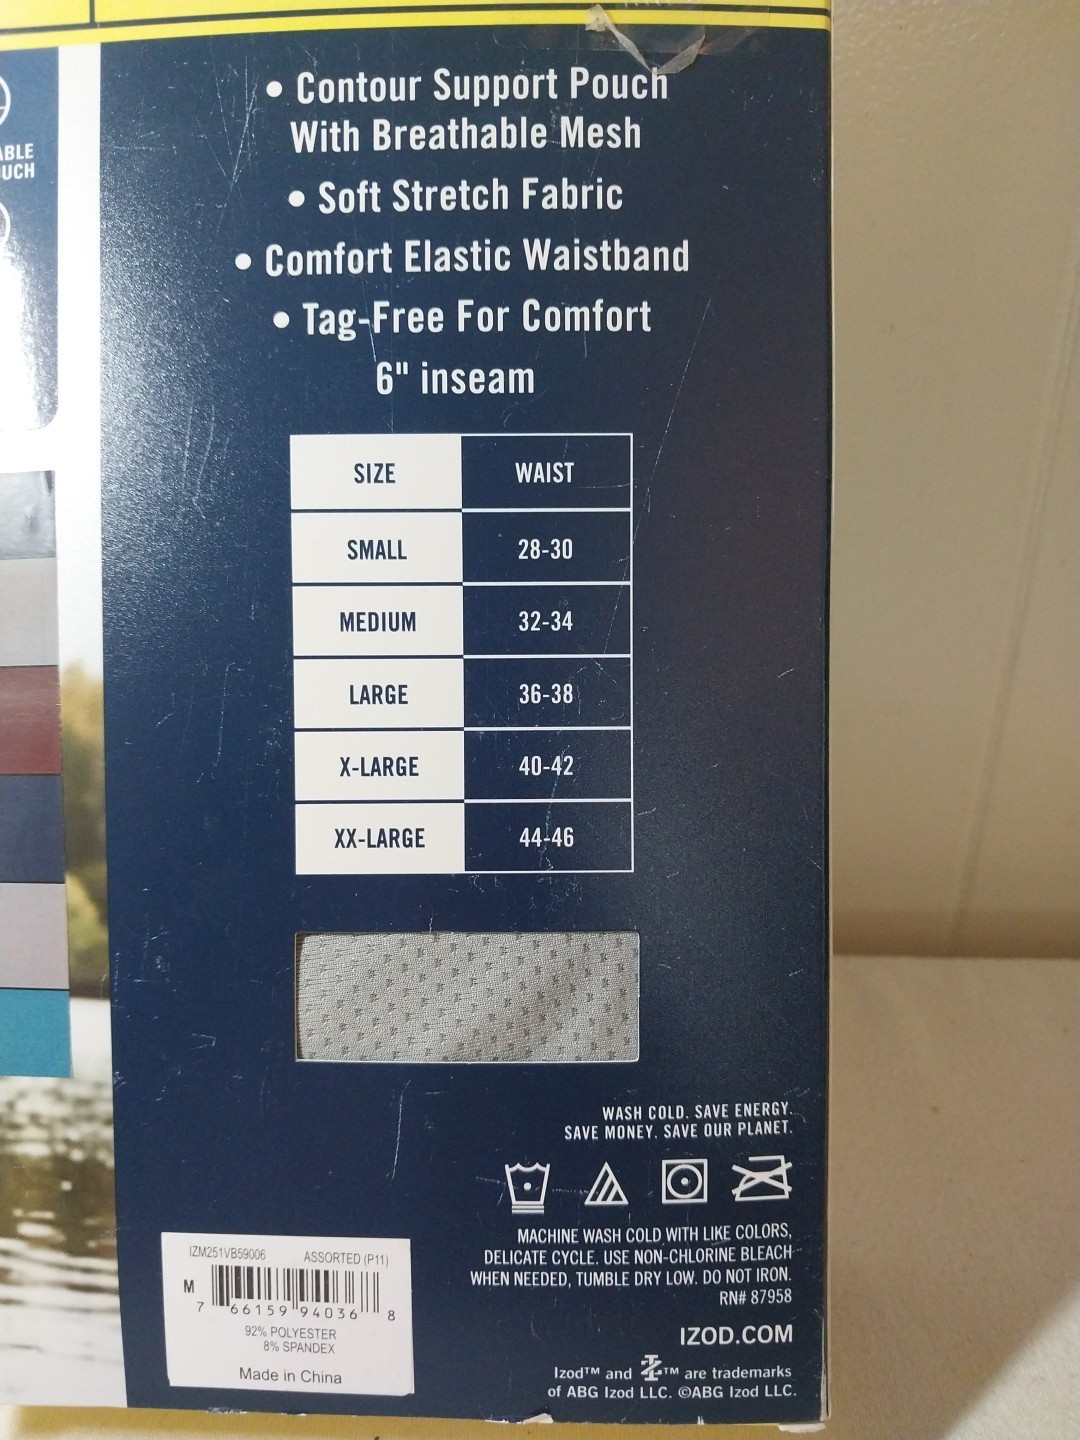 ABLE
OUCH
• Contour Support Pouch
With Breathable Mesh
• Soft Stretch Fabric
• Comfort Elastic Waistband
• Tag-Free For Comfort
6" inseam
SIZE WAIST
SMALL 28-30
MEDIUM 32-34
LARGE 36-38
X-LARGE 40-42
XX-LARGE 44-46
WASH COLD. SAVE ENERGY.
SAVE MONEY. SAVE OUR PLANET.
MACHINE WASH COLD WITH LIKE COLORS,
DELICATE CYCLE. USE NON-CHLORINE BLEACH
WHEN NEEDED, TUMBLE DRY LOW. DO NOT IRON.
RN# 87958
IZOD.COM
Izod™ and ™ are trademarks
of ABG Izod LLC. ©ABG Izod LLC.
IZM251VB59006 ASSORTED (P11)
M
7 66159 94036 8
92% POLYESTER
8% SPANDEX
Made in China